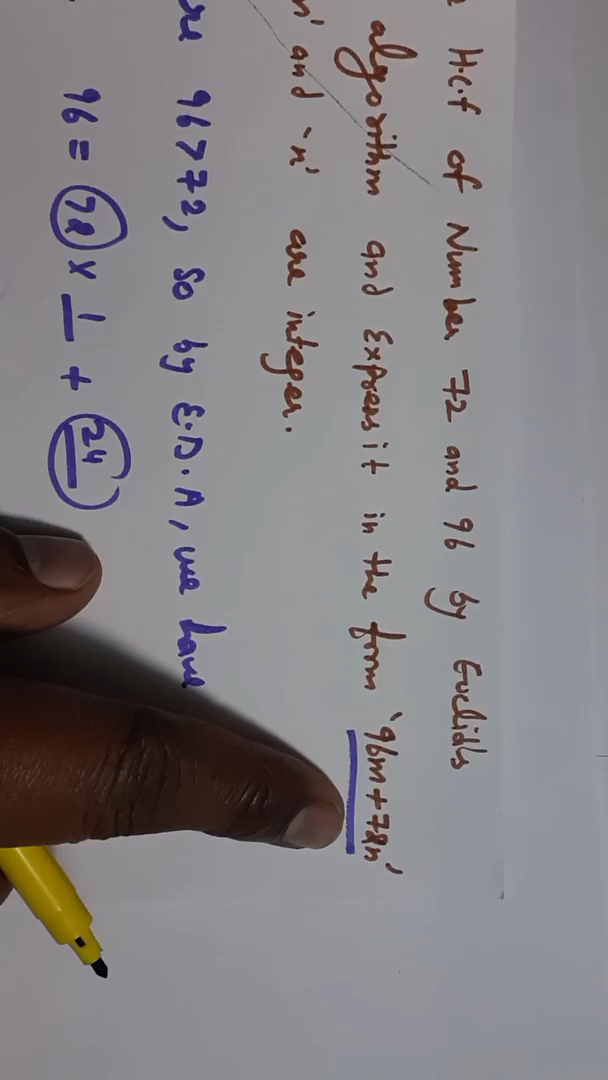 H.C.F of Number 72 and 96 by Euclid's
algorithm and Express it in the form '96m+72n'
and 'n' are integer.
96>72, so by E.D.A, we have
96 = 72 x 1 + 24